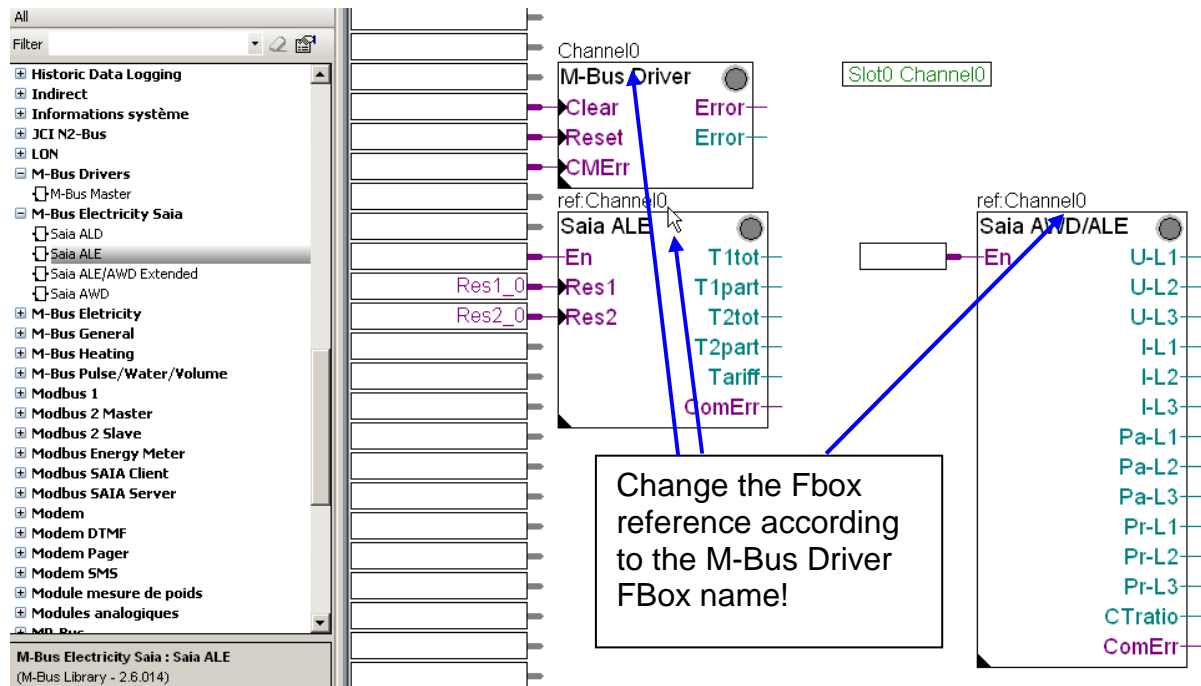 All
Filter
Historic Data Logging
Indirect
Informations système
JCI N2-Bus
LON
M-Bus Drivers
M-Bus Master
M-Bus Electricity Saia
Saia ALD
Saia ALE
Saia ALE/AWD Extended
Saia AWD
M-Bus Eletricity
M-Bus General
M-Bus Heating
M-Bus Pulse/Water/Volume
Modbus 1
Modbus 2 Master
Modbus 2 Slave
Modbus Energy Meter
Modbus SAIA Client
Modbus SAIA Server
Modem
Modem DTMF
Modem Pager
Modem SMS
Module mesure de poids
Modules analogiques
MP-Bus
M-Bus Electricity Saia : Saia ALE
(M-Bus Library - 2.6.014)
Channel0
M-Bus Driver
Clear Error
Reset Error
CMErr
Slot0 Channel0
ref:Channel0
Saia ALE
En T1tot
Res1_0 Res1 T1part
Res2_0 Res2 T2tot
T2part
Tariff
ComErr
ref:Channel0
Saia AWD/ALE
En U-L1
U-L2
U-L3
I-L1
I-L2
I-L3
Pa-L1
Pa-L2
Pa-L3
Pr-L1
Pr-L2
Pr-L3
CTratio
ComErr
Change the Fbox
reference according
to the M-Bus Driver
FBox name!